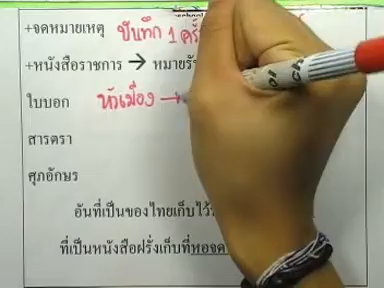 +จดหมายเหตุ บันทึก 1 ครั้ง
+หนังสือราชการ → หมายรั
ใบบอก หัวเมือง →
สารตรา
ศุภอักษร
อันที่เป็นของไทยเก็บไว้
ที่เป็นหนังสือฝรั่งเก็บที่หอจด